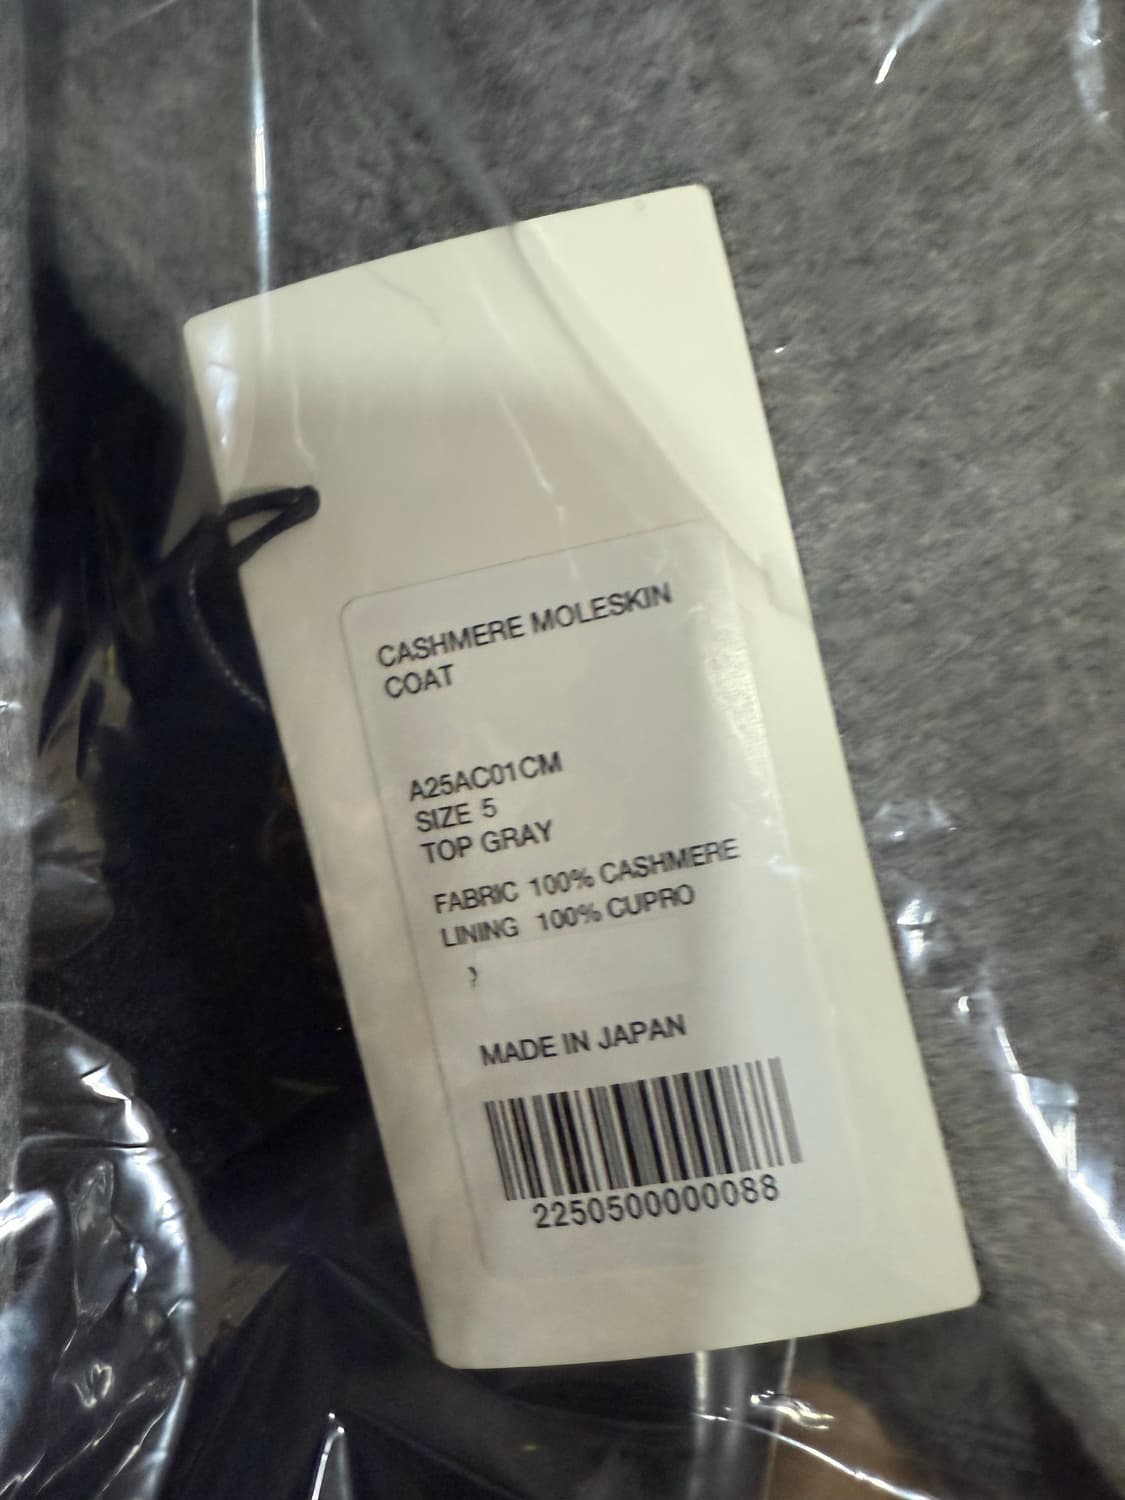 CASHMERE MOLESKIN
COAT
A25AC01CM
SIZE 5
TOP GRAY
FABRIC 100% CASHMERE
LINING 100% CUPRO
MADE IN JAPAN
2250500000088